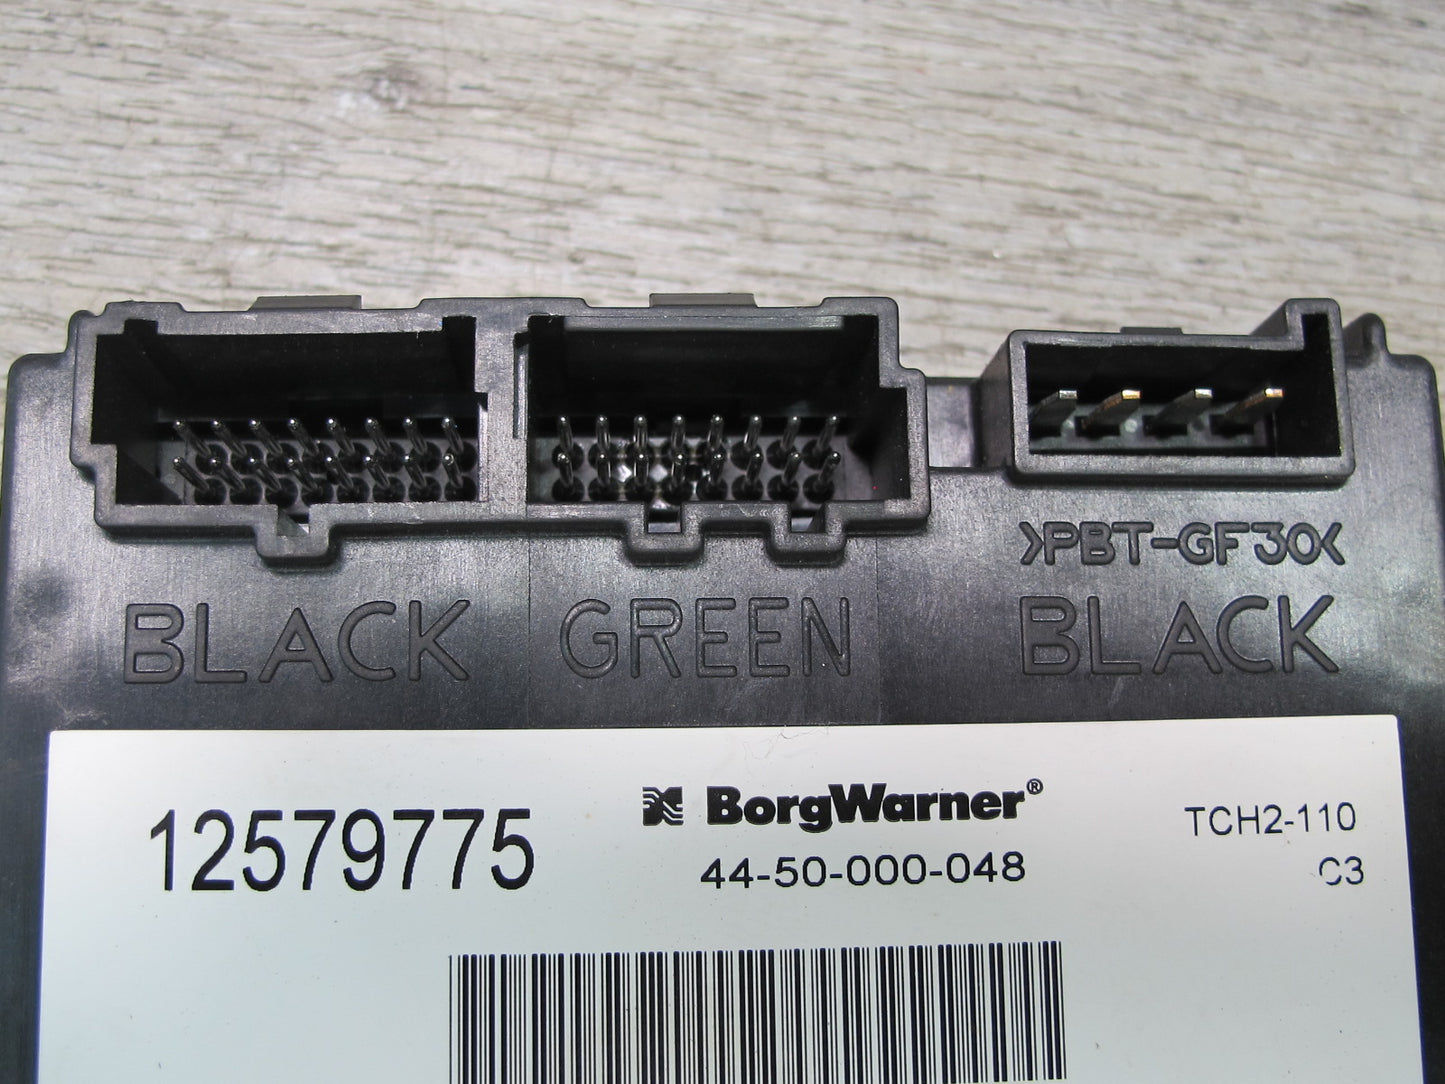 >PBT-GF30<
BLACK
GREEN
BLACK
12579775
BorgWarner®
44-50-000-048
TCH2-110
C3